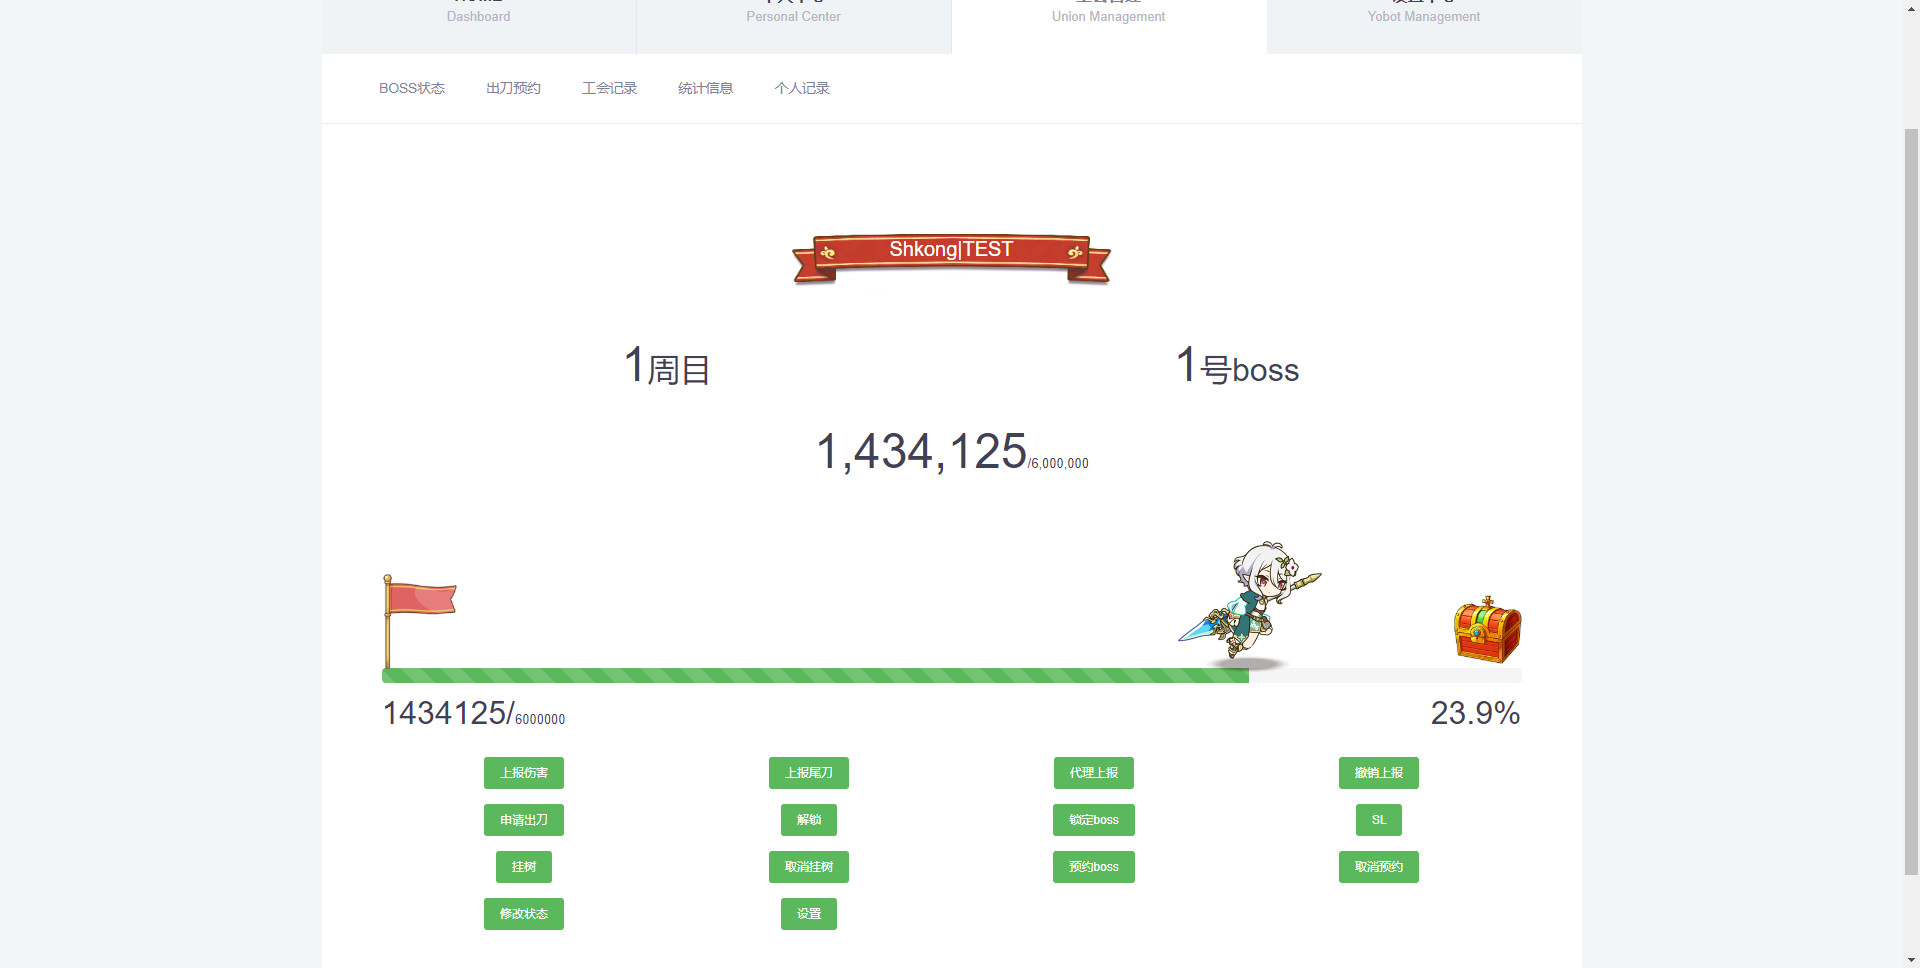 Dashboard
Personal Center
Union Management
Yobot Management
BOSS状态
出刀预约
工会记录
统计信息
个人记录
Shkong|TEST
1周目
1号boss
1,434,125/6,000,000
1434125/6000000
23.9%
上报伤害
上报尾刀
代理上报
撤销上报
申请出刀
解锁
锁定boss
SL
挂树
取消挂树
预约boss
取消预约
修改状态
设置